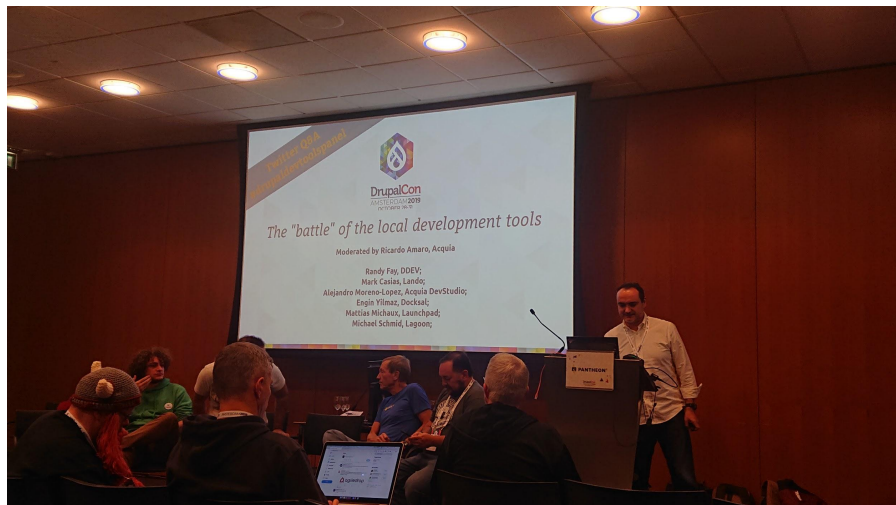 Twitter Q&A
DrupalCon
AMSTERDAM 2019
The "battle" of the local development tools
Moderated by Ricardo Amaro, Acquia
Randy Fay, DDEV;
Mark Casias, Lando;
Alejandro Moreno-Lopez, Acquia DevStudio;
Engin Yilmaz, Docksal;
Mattias Michaux, Launchpad;
Michael Schmid, Lagoon;
PANTHEON